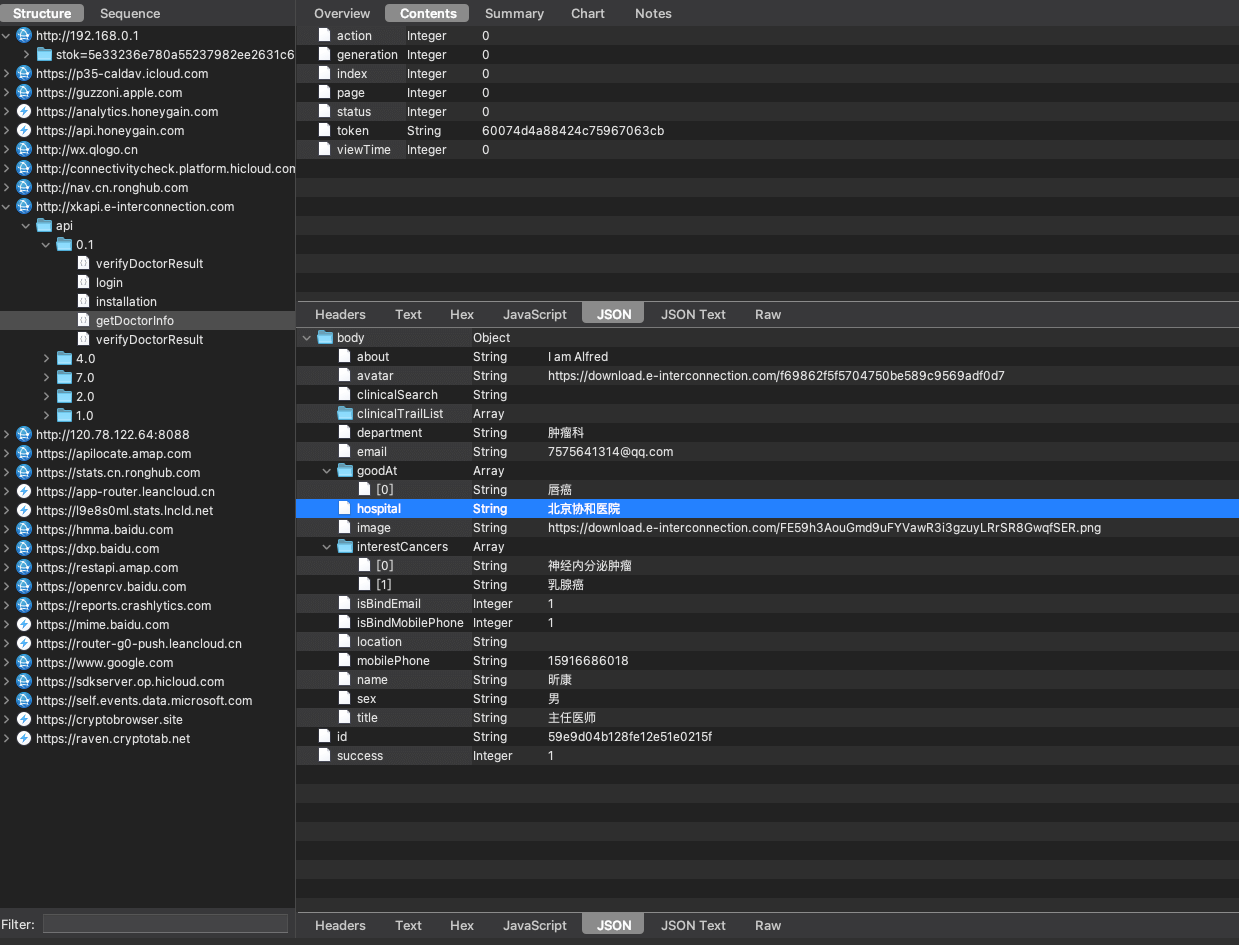 Structure Sequence
http://192.168.0.1
stok=5e33236e780a55237982ee2631c6
https://p35-caldav.icloud.com
https://guzzoni.apple.com
https://analytics.honeygain.com
https://api.honeygain.com
http://wx.qlogo.cn
http://connectivitycheck.platform.hicloud.com
http://nav.cn.ronghub.com
http://xkapi.e-interconnection.com
api
0.1
verifyDoctorResult
login
installation
getDoctorInfo
verifyDoctorResult
4.0
7.0
2.0
1.0
http://120.78.122.64:8088
https://apilocate.amap.com
https://stats.cn.ronghub.com
https://app-router.leancloud.cn
https://l9e8s0ml.stats.lncld.net
https://hmma.baidu.com
https://dxp.baidu.com
https://restapi.amap.com
https://openrcv.baidu.com
https://reports.crashlytics.com
https://mime.baidu.com
https://router-g0-push.leancloud.cn
https://www.google.com
https://sdkserver.op.hicloud.com
https://self.events.data.microsoft.com
https://cryptobrowser.site
https://raven.cryptotab.net
Filter:
Overview Contents Summary Chart Notes
action Integer 0
generation Integer 0
index Integer 0
page Integer 0
status Integer 0
token String 60074d4a88424c75967063cb
viewTime Integer 0
Headers Text Hex JavaScript JSON JSON Text Raw
body Object
about String I am Alfred
avatar String https://download.e-interconnection.com/f69862f5f5704750be589c9569adf0d7
clinicalSearch String
clinicalTrailList Array
department String 肿瘤科
email String 7575641314@qq.com
goodAt Array
[0] String 唇癌
hospital String 北京协和医院
image String https://download.e-interconnection.com/FE59h3AouGmd9uFYVawR3i3gzuyLRrSR8GwqfSER.png
interestCancers Array
[0] String 神经内分泌肿瘤
[1] String 乳腺癌
isBindEmail Integer 1
isBindMobilePhone Integer 1
location String
mobilePhone String 15916686018
name String 昕康
sex String 男
title String 主任医师
id String 59e9d04b128fe12e51e0215f
success Integer 1
Headers Text Hex JavaScript JSON JSON Text Raw